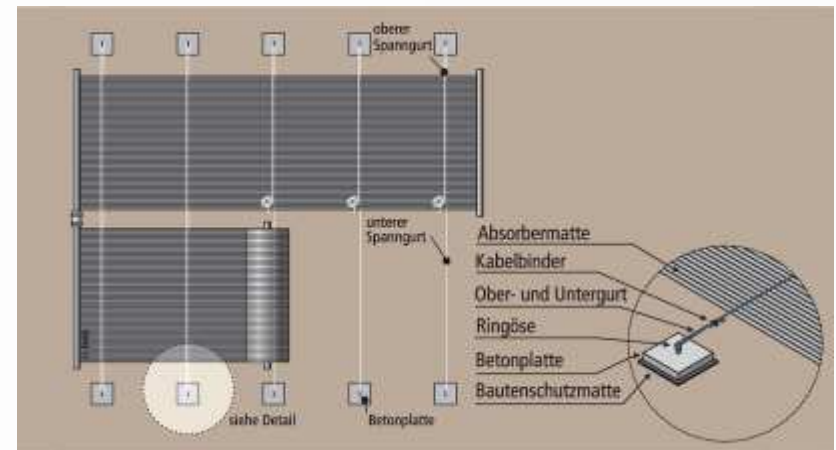 oberer
Spanngurt
unterer
Spanngurt
siehe Detail
Betonplatte
Absorbermatte
Kabelbinder
Ober- und Untergurt
Ringöse
Betonplatte
Bautenschutzmatte